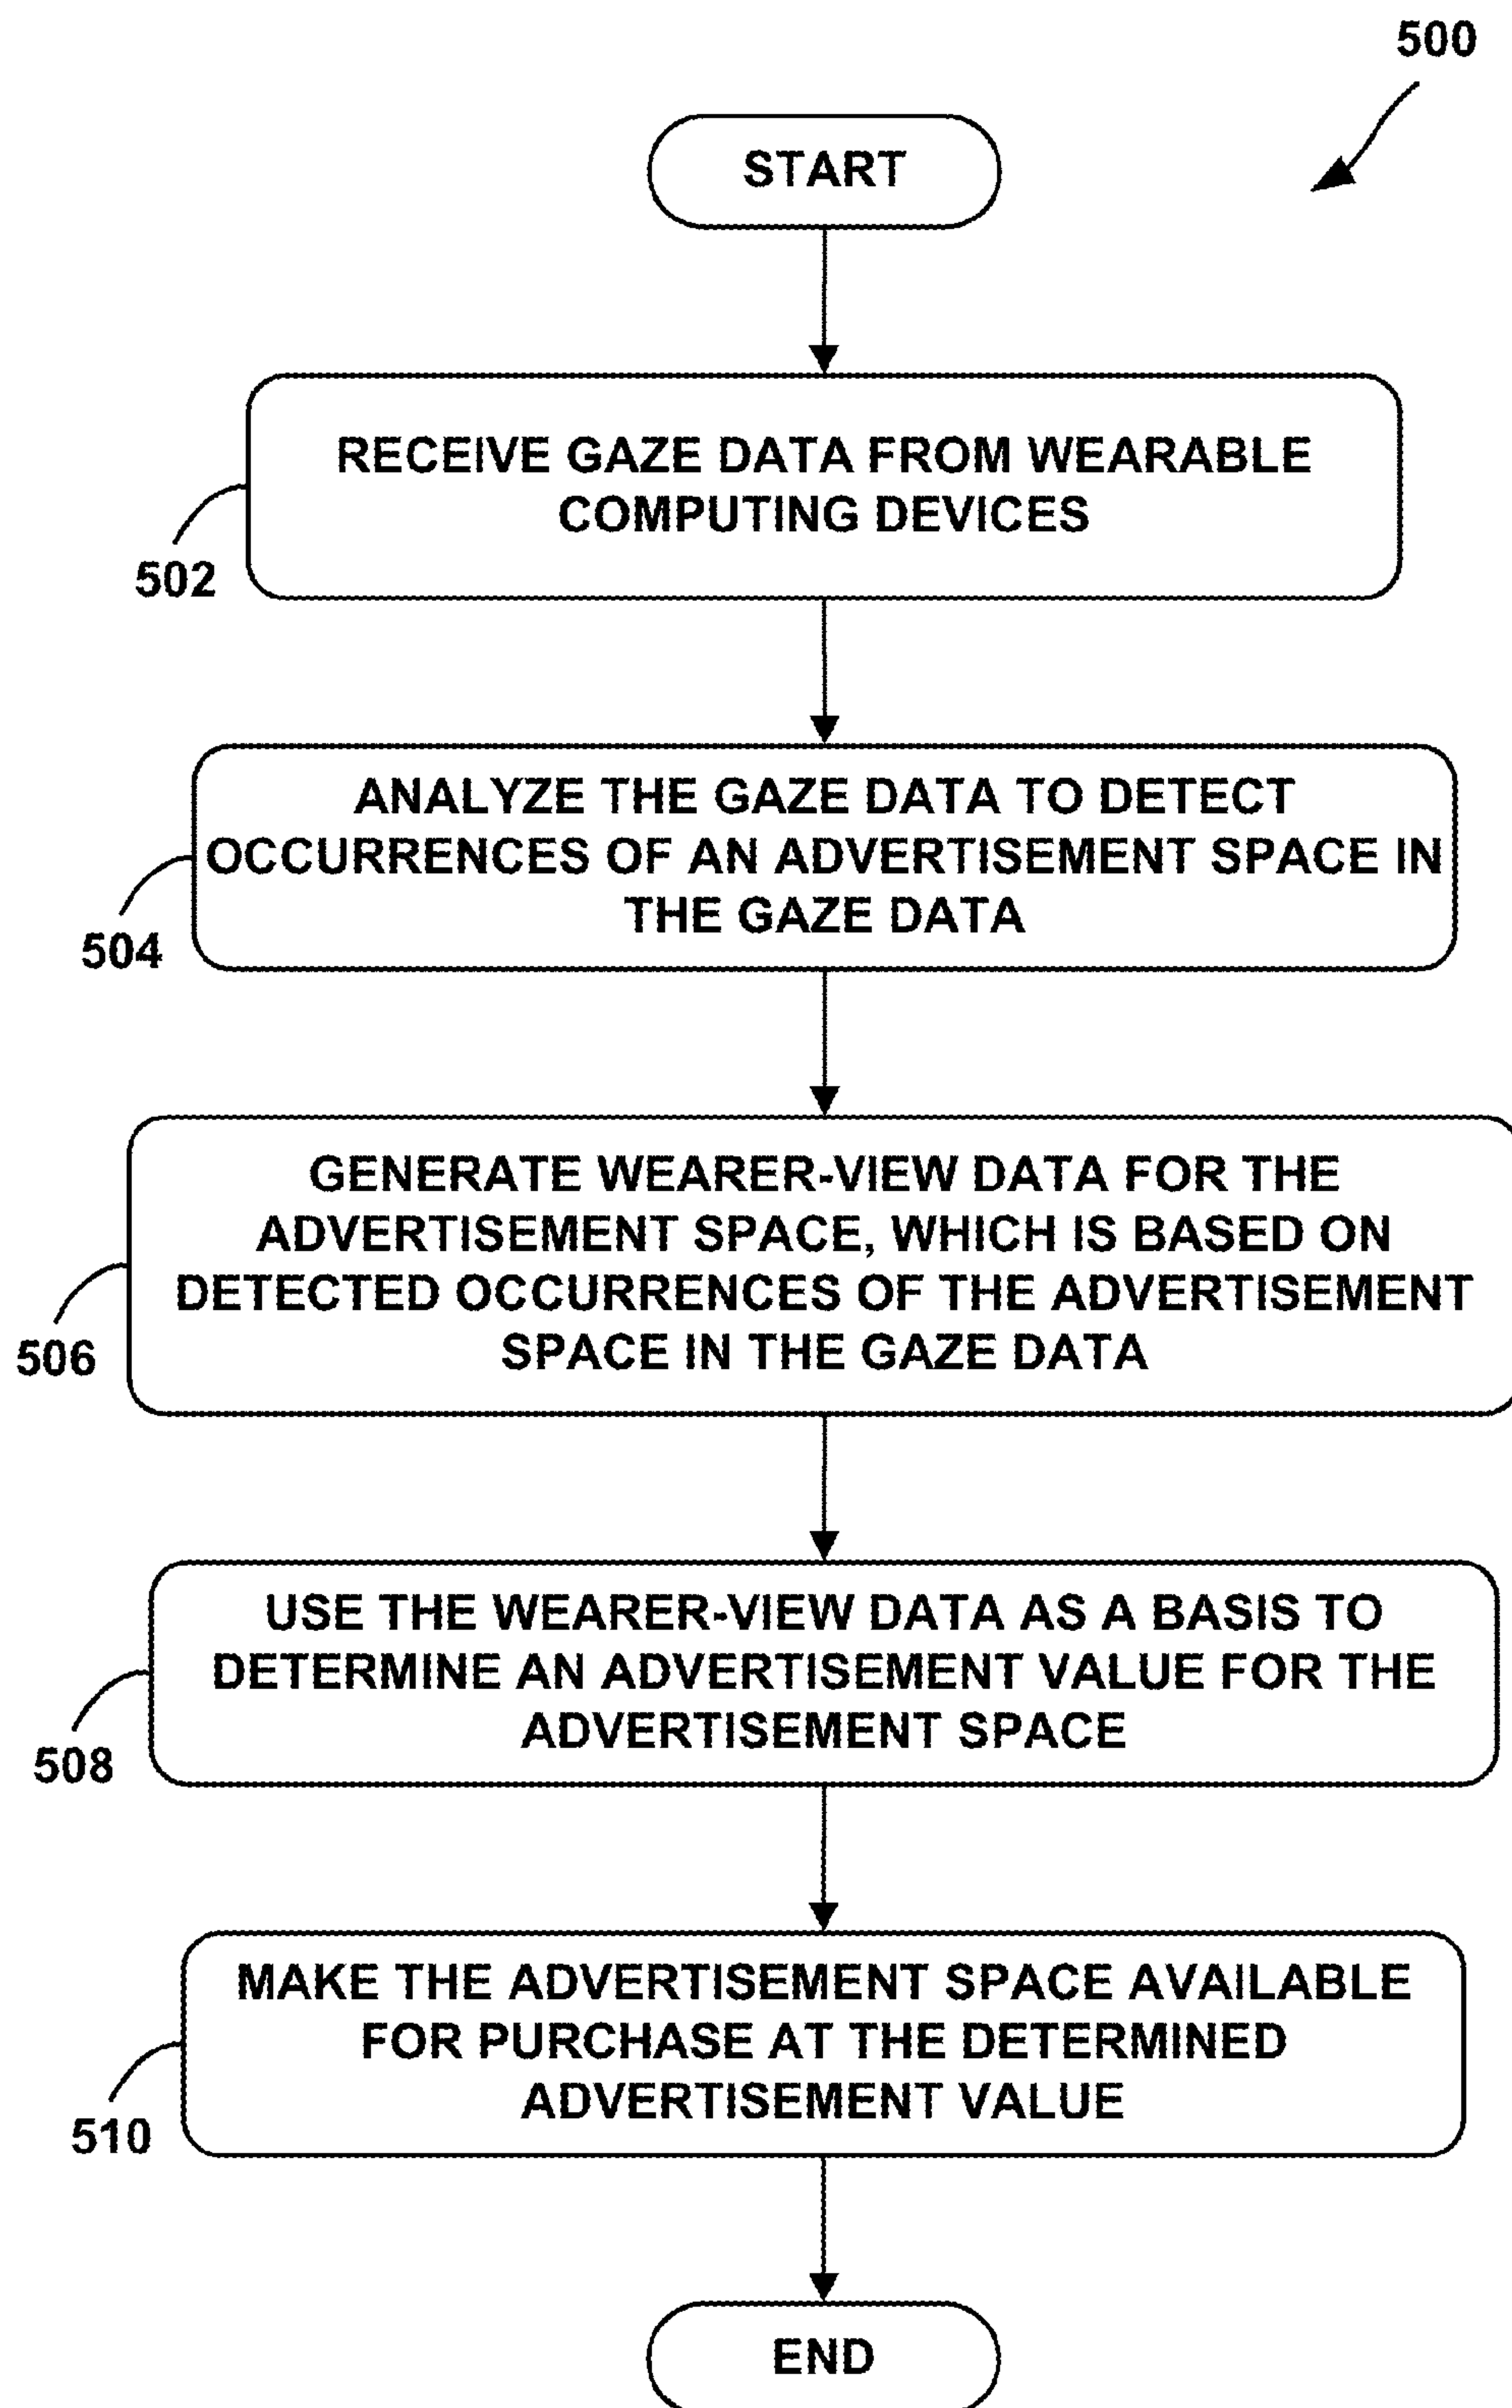 500
START
RECEIVE GAZE DATA FROM WEARABLE
COMPUTING DEVICES
502
ANALYZE THE GAZE DATA TO DETECT
OCCURRENCES OF AN ADVERTISEMENT SPACE IN
THE GAZE DATA
504
GENERATE WEARER-VIEW DATA FOR THE
ADVERTISEMENT SPACE, WHICH IS BASED ON
DETECTED OCCURRENCES OF THE ADVERTISEMENT
SPACE IN THE GAZE DATA
506
USE THE WEARER-VIEW DATA AS A BASIS TO
DETERMINE AN ADVERTISEMENT VALUE FOR THE
ADVERTISEMENT SPACE
508
MAKE THE ADVERTISEMENT SPACE AVAILABLE
FOR PURCHASE AT THE DETERMINED
ADVERTISEMENT VALUE
510
END